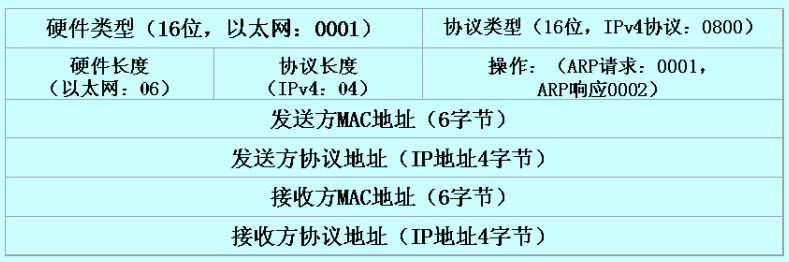 硬件类型（16位，以太网：0001）
协议类型（16位，IPv4协议：0800）
硬件长度
（以太网：06）
协议长度
（IPv4：04）
操作：（ARP请求：0001，
ARP响应0002）
发送方MAC地址（6字节）
发送方协议地址（IP地址4字节）
接收方MAC地址（6字节）
接收方协议地址（IP地址4字节）